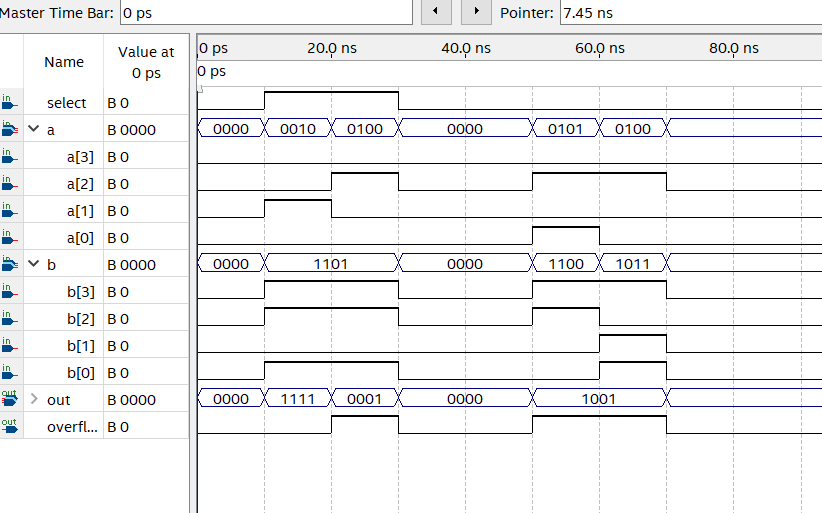 Master Time Bar: 0 ps Pointer: 7.45 ns
Name Value at 0 ps 0 ps 20.0 ns 40.0 ns 60.0 ns 80.0 ns
0 ps
in select B 0
in a B 0000 0000 0010 0100 0000 0101 0100
in a[3] B 0
in a[2] B 0
in a[1] B 0
in a[0] B 0
in b B 0000 0000 1101 0000 1100 1011
in b[3] B 0
in b[2] B 0
in b[1] B 0
in b[0] B 0
out out B 0000 0000 1111 0001 0000 1001
out overfl... B 0